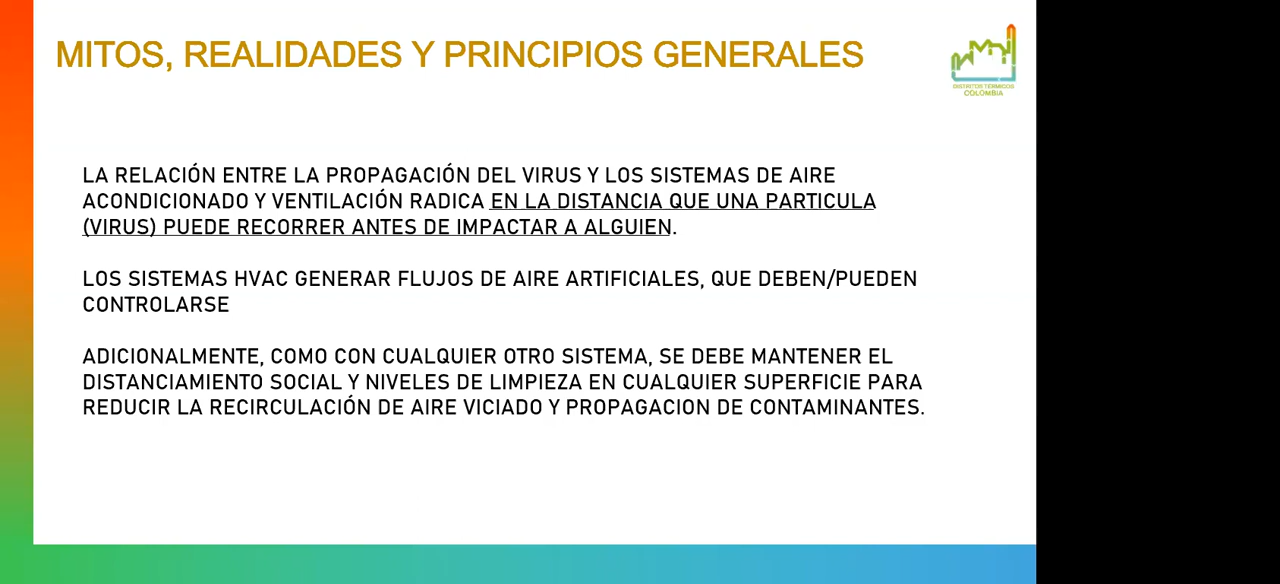 MITOS, REALIDADES Y PRINCIPIOS GENERALES
DISTRITOS TÉRMICOS
COLOMBIA
LA RELACIÓN ENTRE LA PROPAGACIÓN DEL VIRUS Y LOS SISTEMAS DE AIRE
ACONDICIONADO Y VENTILACIÓN RADICA EN LA DISTANCIA QUE UNA PARTICULA
(VIRUS) PUEDE RECORRER ANTES DE IMPACTAR A ALGUIEN.
LOS SISTEMAS HVAC GENERAR FLUJOS DE AIRE ARTIFICIALES, QUE DEBEN/PUEDEN
CONTROLARSE
ADICIONALMENTE, COMO CON CUALQUIER OTRO SISTEMA, SE DEBE MANTENER EL
DISTANCIAMIENTO SOCIAL Y NIVELES DE LIMPIEZA EN CUALQUIER SUPERFICIE PARA
REDUCIR LA RECIRCULACIÓN DE AIRE VICIADO Y PROPAGACION DE CONTAMINANTES.